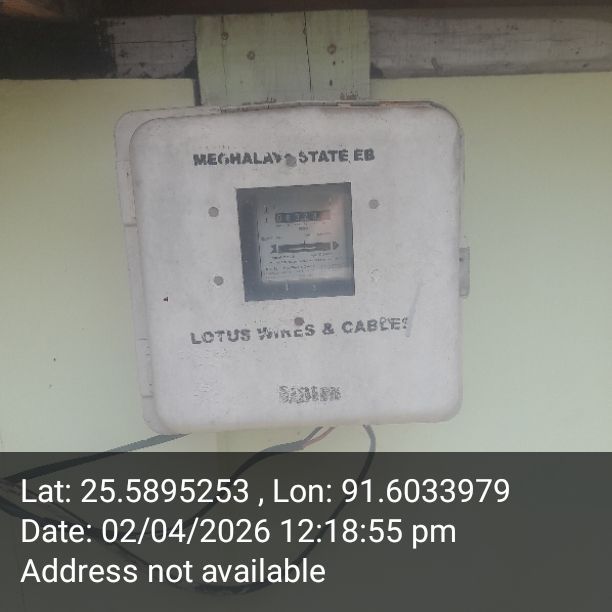 MEGHALAYA STATE EB
LOTUS WIRES & CABLES
Lat: 25.5895253 , Lon: 91.6033979
Date: 02/04/2026 12:18:55 pm
Address not available